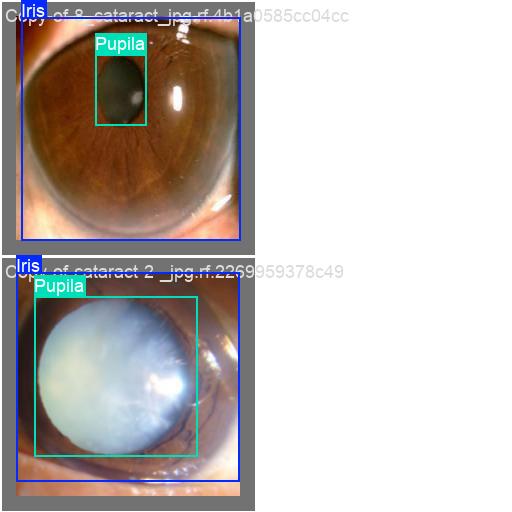 Copy of 8_cataract_jpg.rf.4b1a0585cc04cc
Iris
Pupila
Copy of cataract 2 _jpg.rf.2269959378c49
Iris
Pupila